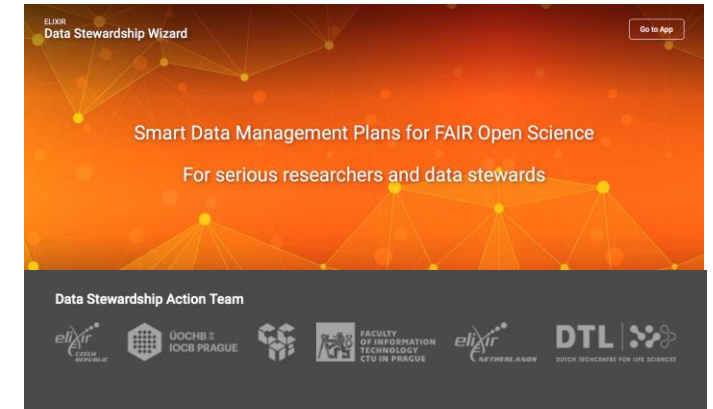 ELIXIR
Data Stewardship Wizard
Go to App
Smart Data Management Plans for FAIR Open Science
For serious researchers and data stewards
Data Stewardship Action Team
elixir
CZECH
REPUBLIC
ÚOCHB
IOCB PRAGUE
FACULTY
OF INFORMATION
TECHNOLOGY
CTU IN PRAGUE
elixir
NETHERLANDS
DTL
DUTCH TECHCENTRE FOR LIFE SCIENCES